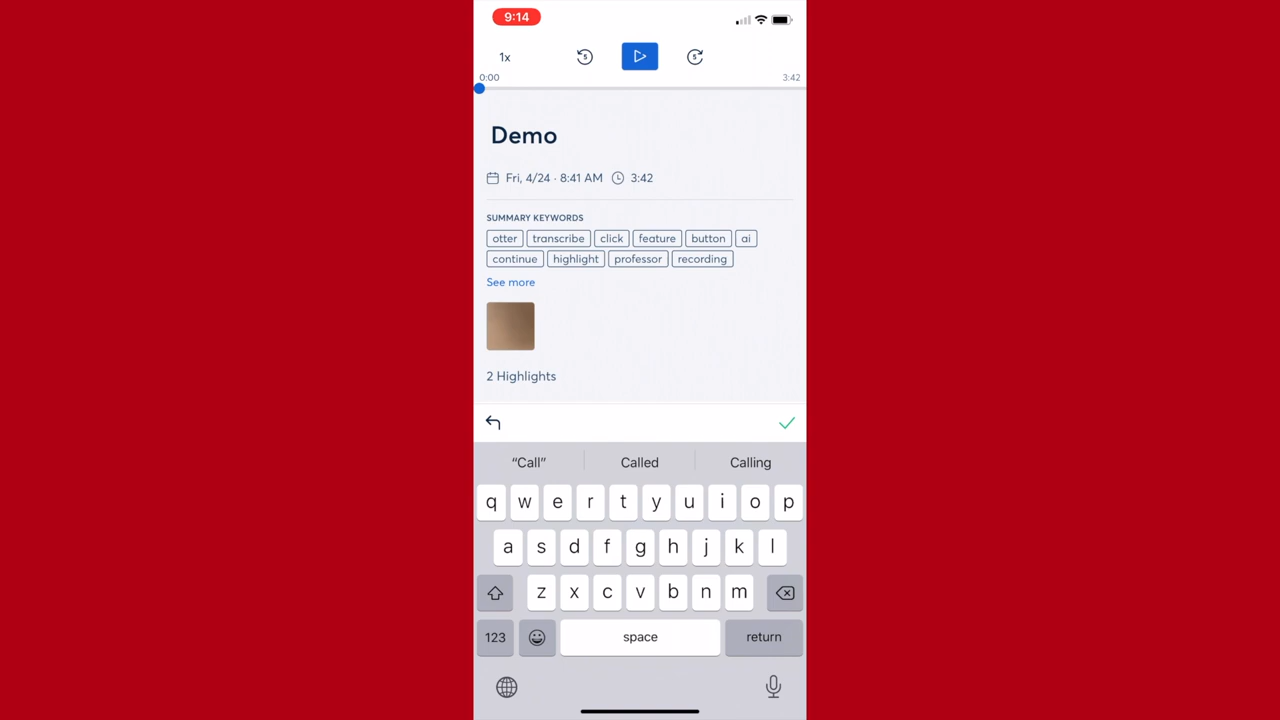 9:14
1x 5 5
0:00 3:42
Demo
Fri, 4/24 · 8:41 AM 3:42
SUMMARY KEYWORDS
otter transcribe click feature button ai
continue highlight professor recording
See more
2 Highlights
“Call” Called Calling
q w e r t y u i o p
a s d f g h j k l
z x c v b n m
123 space return